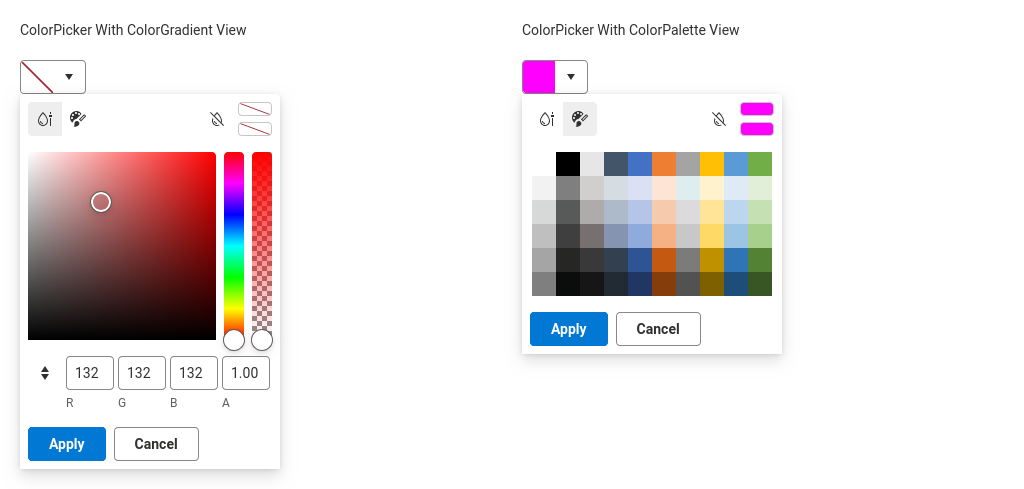 ColorPicker With ColorGradient View
132 132 132 1.00
R G B A
Apply Cancel
ColorPicker With ColorPalette View
Apply Cancel